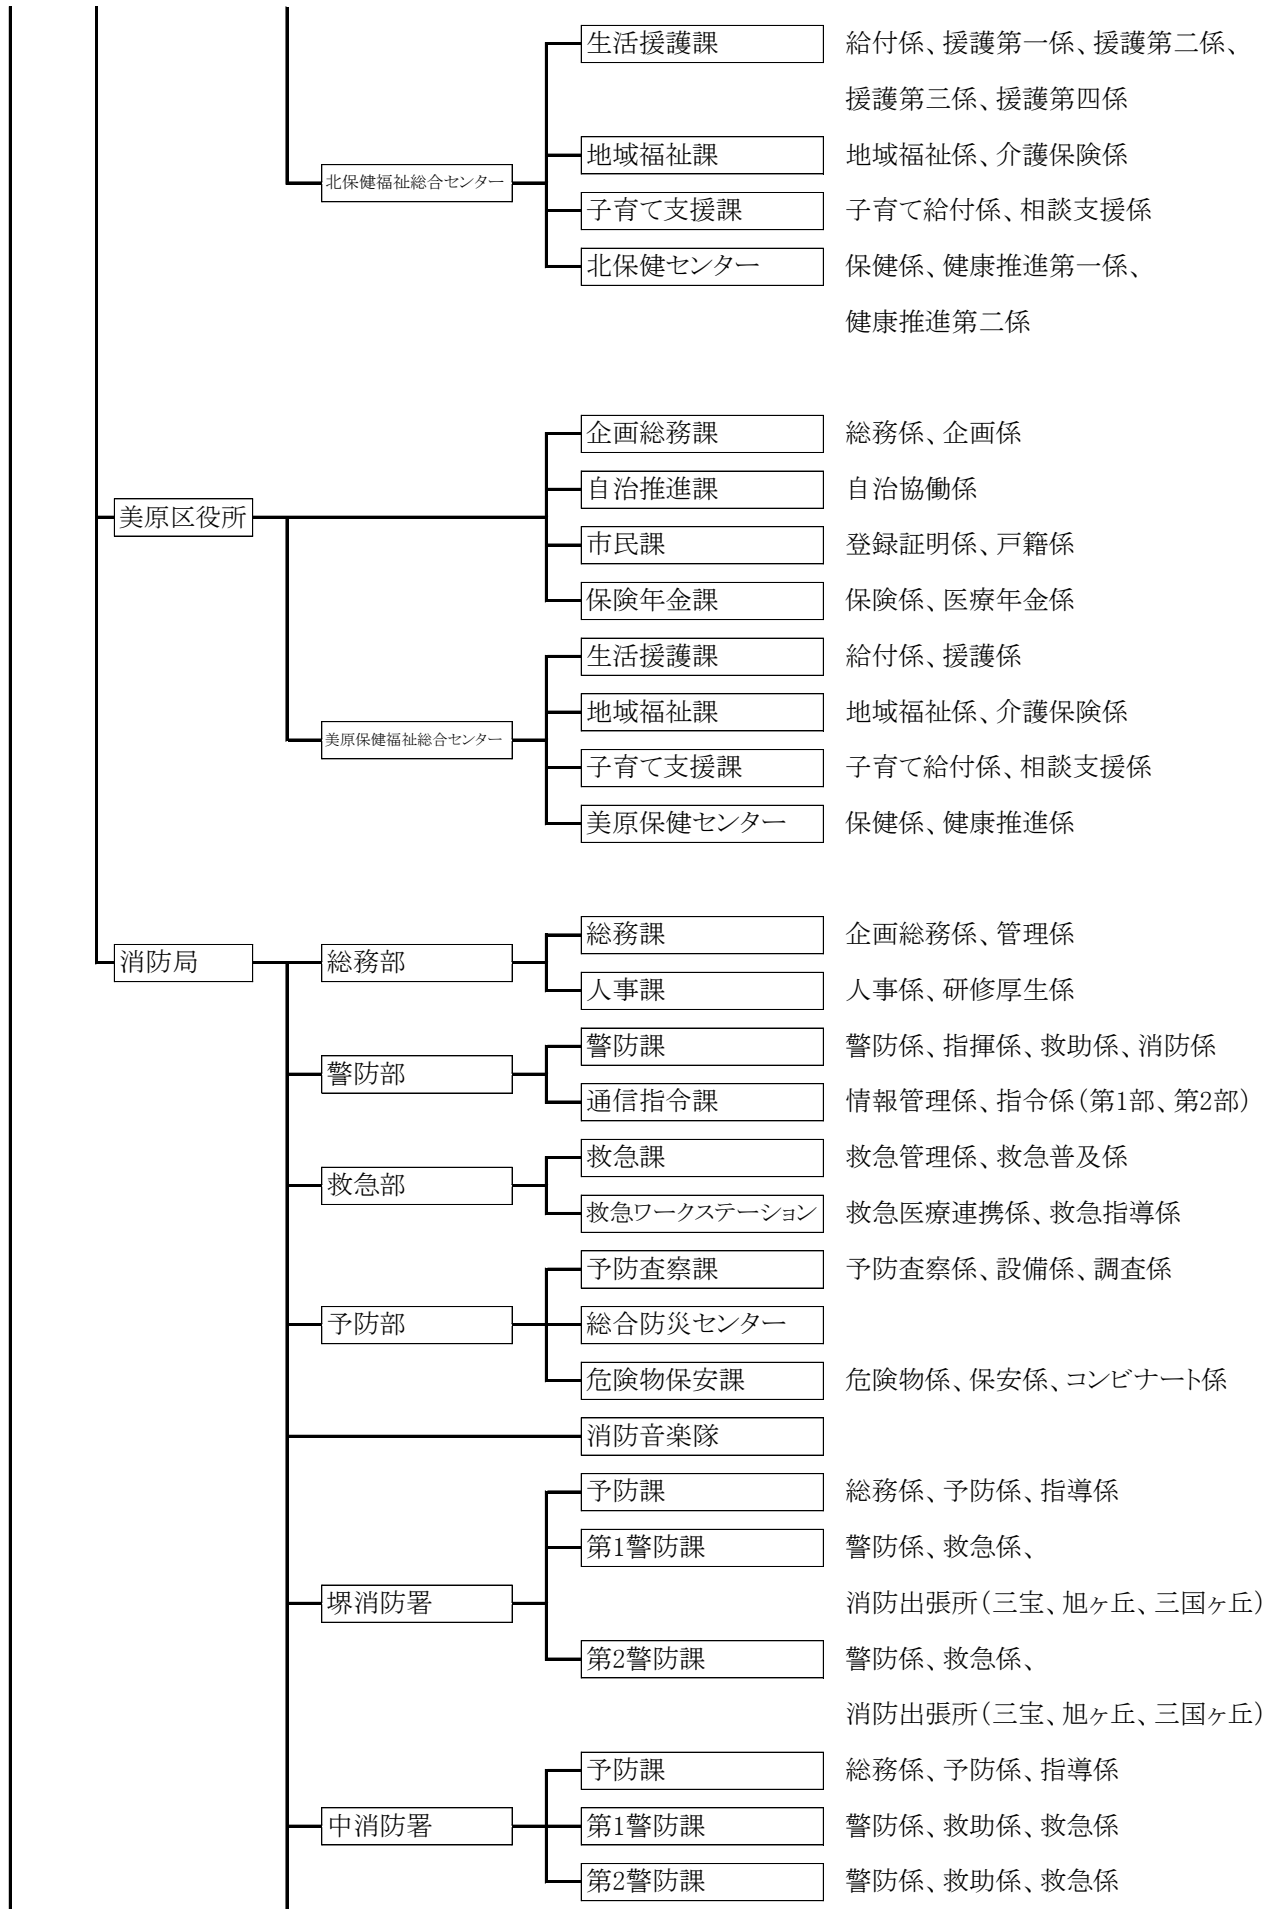 生活援護課 給付係、援護第一係、援護第二係、
援護第三係、援護第四係
地域福祉課 地域福祉係、介護保険係
北保健福祉総合センター
子育て支援課 子育て給付係、相談支援係
北保健センター 保健係、健康推進第一係、
健康推進第二係
企画総務課 総務係、企画係
自治推進課 自治協働係
美原区役所
市民課 登録証明係、戸籍係
保険年金課 保険係、医療年金係
生活援護課 給付係、援護係
地域福祉課 地域福祉係、介護保険係
美原保健福祉総合センター
子育て支援課 子育て給付係、相談支援係
美原保健センター 保健係、健康推進係
総務課 企画総務係、管理係
消防局 総務部
人事課 人事係、研修厚生係
警防課 警防係、指揮係、救助係、消防係
警防部
通信指令課 情報管理係、指令係(第1部、第2部)
救急課 救急管理係、救急普及係
救急部
救急ワークステーション 救急医療連携係、救急指導係
予防査察課 予防査察係、設備係、調査係
予防部 総合防災センター
危険物保安課 危険物係、保安係、コンビナート係
消防音楽隊
予防課 総務係、予防係、指導係
第1警防課 警防係、救急係、
堺消防署 消防出張所(三宝、旭ヶ丘、三国ヶ丘)
第2警防課 警防係、救急係、
消防出張所(三宝、旭ヶ丘、三国ヶ丘)
予防課 総務係、予防係、指導係
中消防署 第1警防課 警防係、救助係、救急係
第2警防課 警防係、救助係、救急係